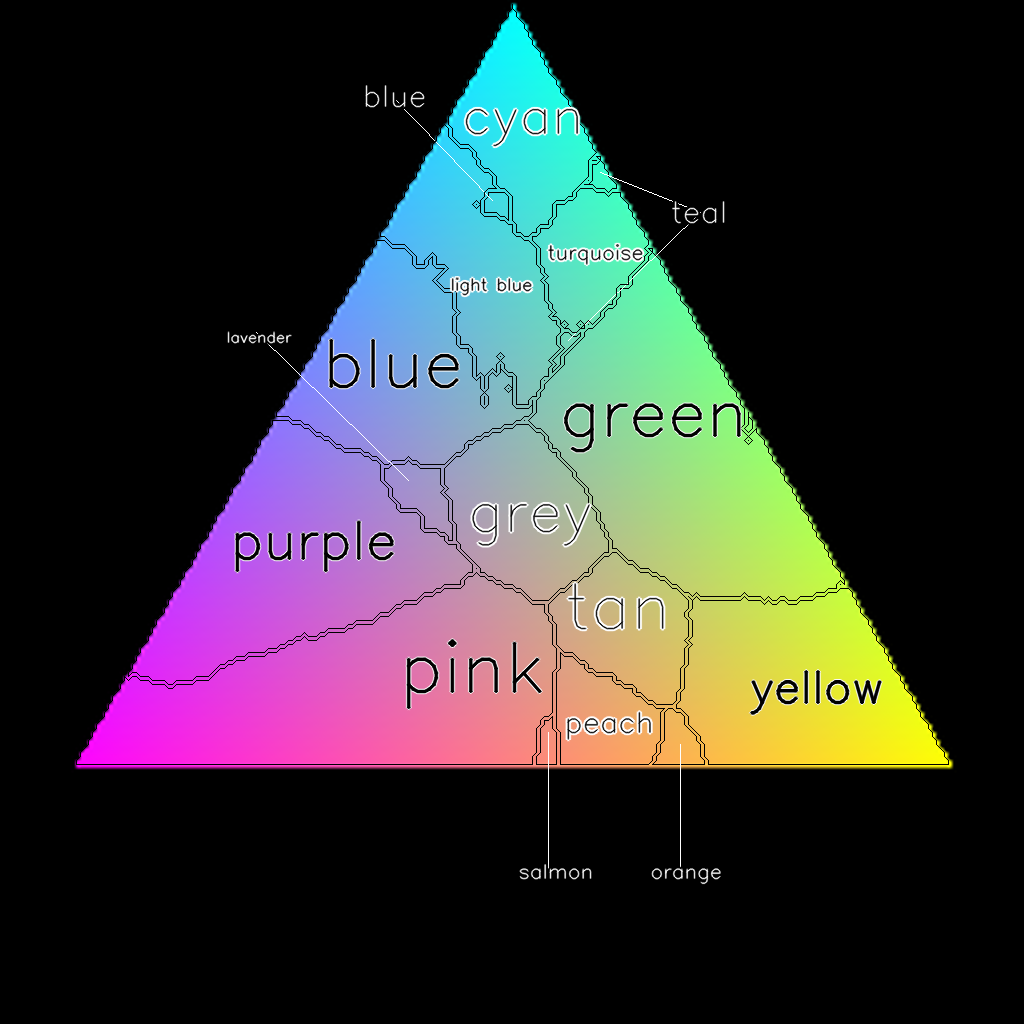 blue
cyan
teal
turquoise
light blue
lavender
blue
green
grey
purple
tan
pink
yellow
peach
salmon
orange